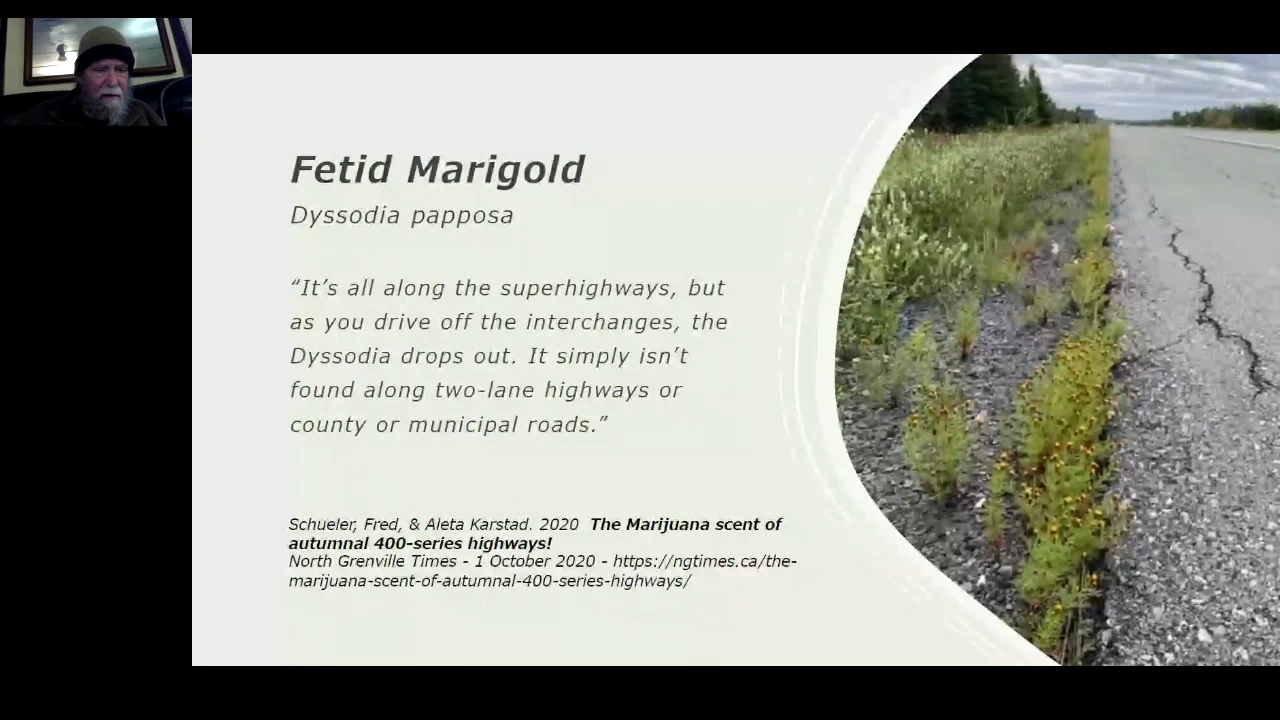 Fetid Marigold
Dyssodia papposa
“It’s all along the superhighways, but
as you drive off the interchanges, the
Dyssodia drops out. It simply isn’t
found along two-lane highways or
county or municipal roads.”
Schueler, Fred, & Aleta Karstad. 2020 The Marijuana scent of
autumnal 400-series highways!
North Grenville Times - 1 October 2020 - https://ngtimes.ca/the-
marijuana-scent-of-autumnal-400-series-highways/